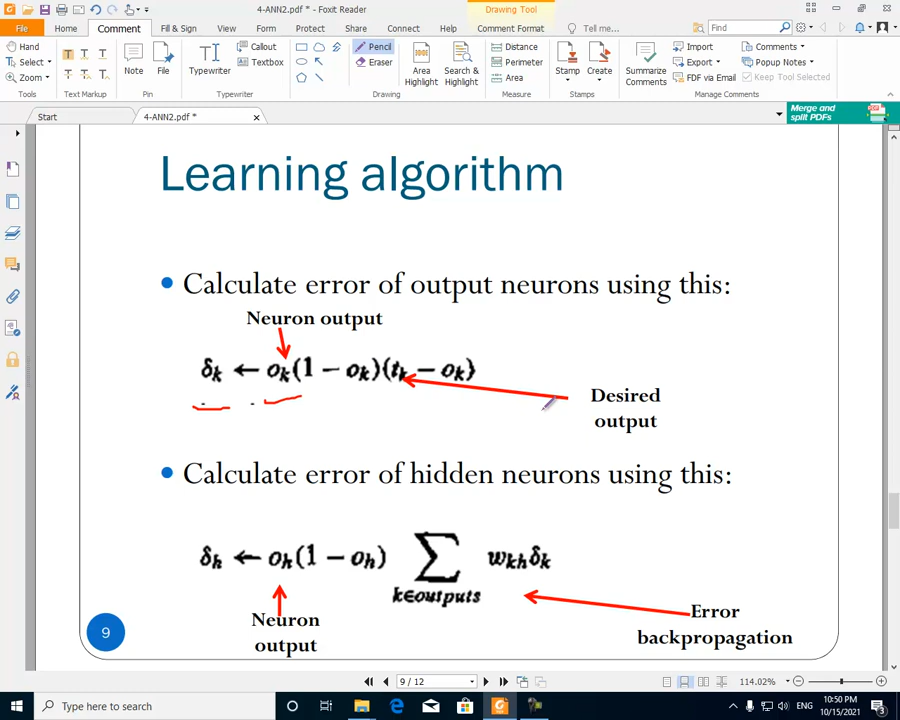 4-ANN2.pdf * - Foxit Reader
Drawing Tool
File Home Comment Fill & Sign View Form Protect Share Connect Help Comment Format Tell me... Find
Hand
Select
Zoom
Tools
T T T
T T T
Text Markup
Note
File
Pin
Typewriter
Callout
Textbox
Typewriter
Pencil
Eraser
Drawing
Area
Highlight
Search &
Highlight
Distance
Perimeter
Area
Measure
Stamp
Create
Stamps
Summarize
Comments
Import
Export
FDF via Email
Comments
Popup Notes
Keep Tool Selected
Manage Comments
Start
4-ANN2.pdf *
Merge and
split PDFs
Learning algorithm
• Calculate error of output neurons using this:
Neuron output
δk ← ok(1 − ok)(tk − ok)
Desired
output
• Calculate error of hidden neurons using this:
δh ← oh(1 − oh) ∑ wkhδk
k∈outputs
Neuron
output
Error
backpropagation
9
9 / 12
114.02%
Type here to search
ENG
10:50 PM
10/15/2021
3